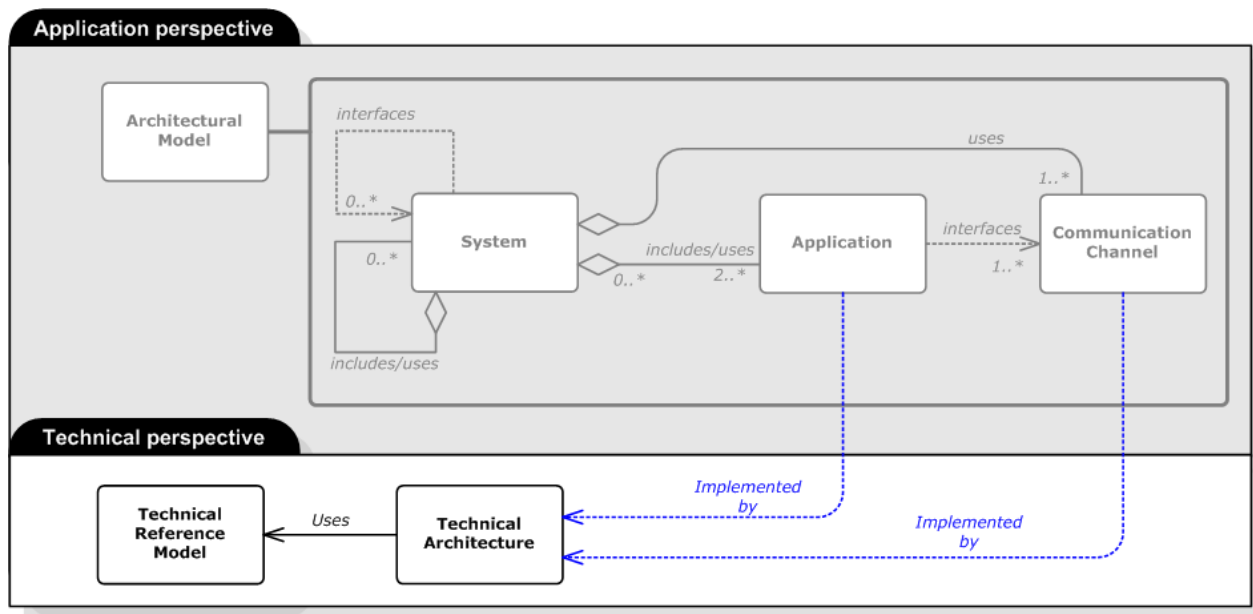 Application perspective
Architectural
Model
interfaces
0..*
System
0..*
includes/uses
uses
1..*
includes/uses
0..*
2..*
Application
interfaces
1..*
Communication
Channel
Technical perspective
Technical
Reference
Model
Uses
Technical
Architecture
Implemented
by
Implemented
by